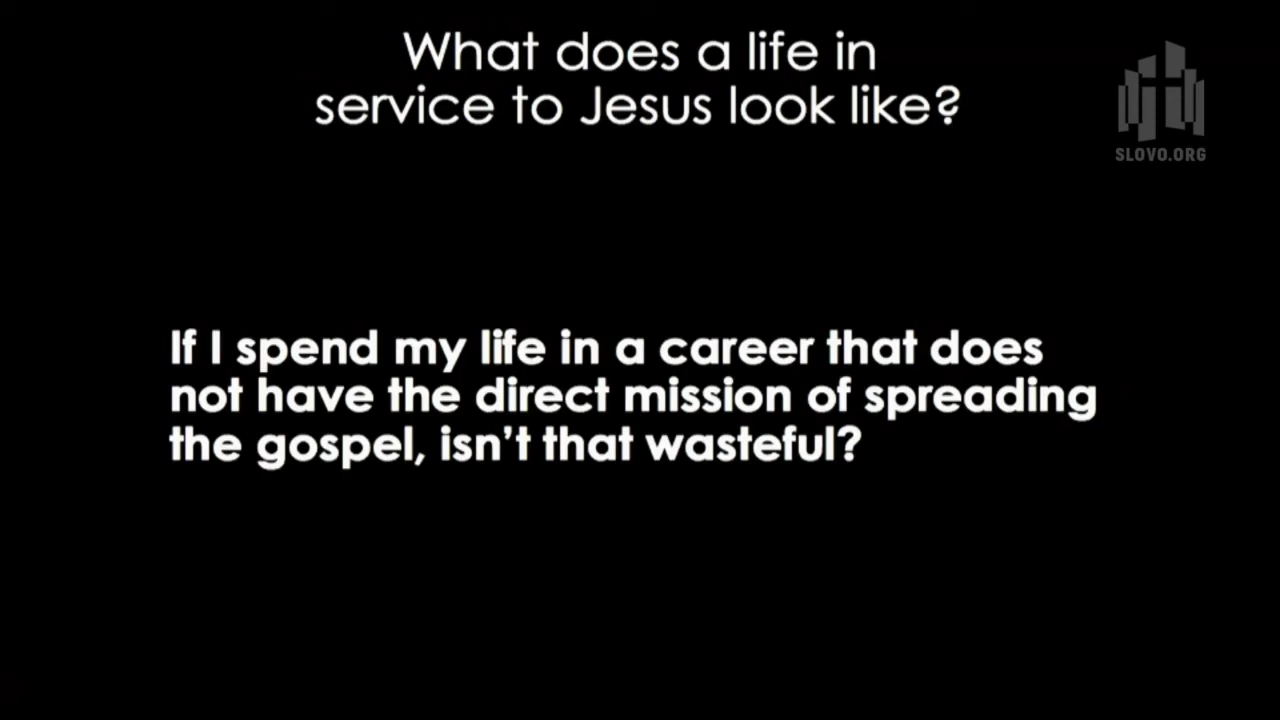 What does a life in
service to Jesus look like?
SLOVO.ORG
If I spend my life in a career that does
not have the direct mission of spreading
the gospel, isn't that wasteful?